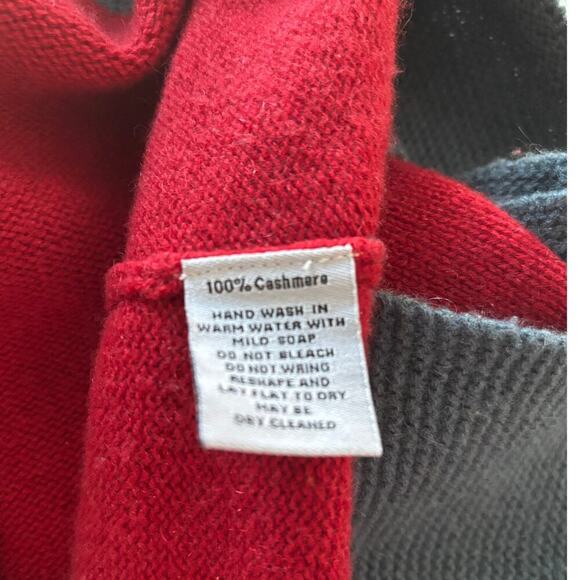 100% Cashmere
HAND WASH IN
WARM WATER WITH
MILD SOAP
DO NOT BLEACH
DO NOT WRING
RESHAPE AND
LAY FLAT TO DRY
MAY BE
DRY CLEANED